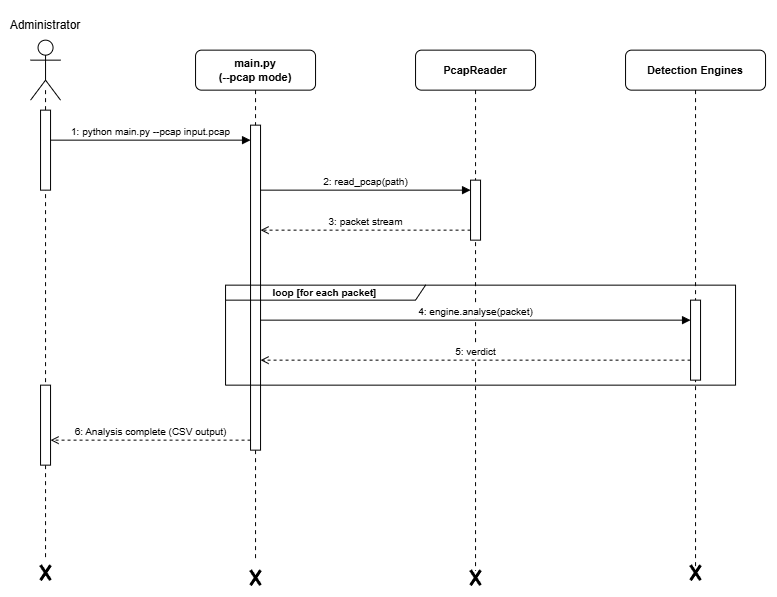 Administrator
main.py
(--pcap mode)
PcapReader
Detection Engines
1: python main.py --pcap input.pcap
2: read_pcap(path)
3: packet stream
loop [for each packet]
4: engine.analyse(packet)
5: verdict
6: Analysis complete (CSV output)